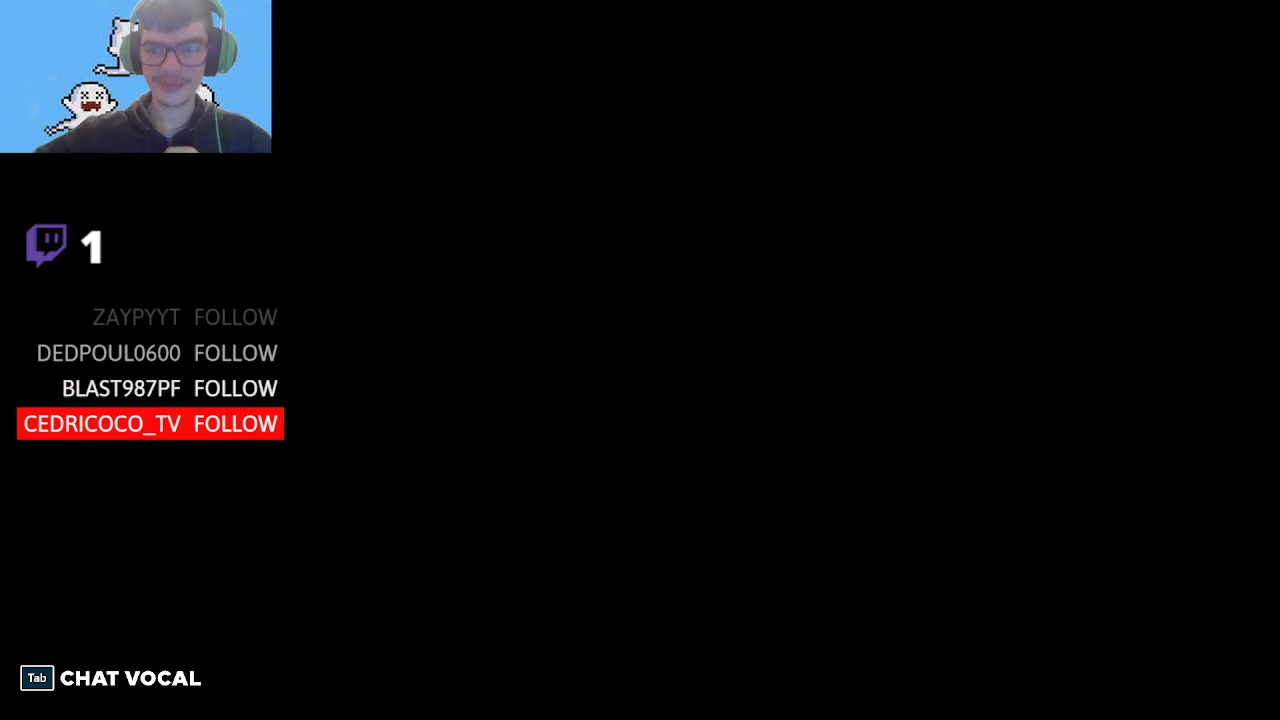 1
ZAYPYYT FOLLOW
DEDPOUL0600 FOLLOW
BLAST987PF FOLLOW
CEDRICOCO_TV FOLLOW
Tab CHAT VOCAL